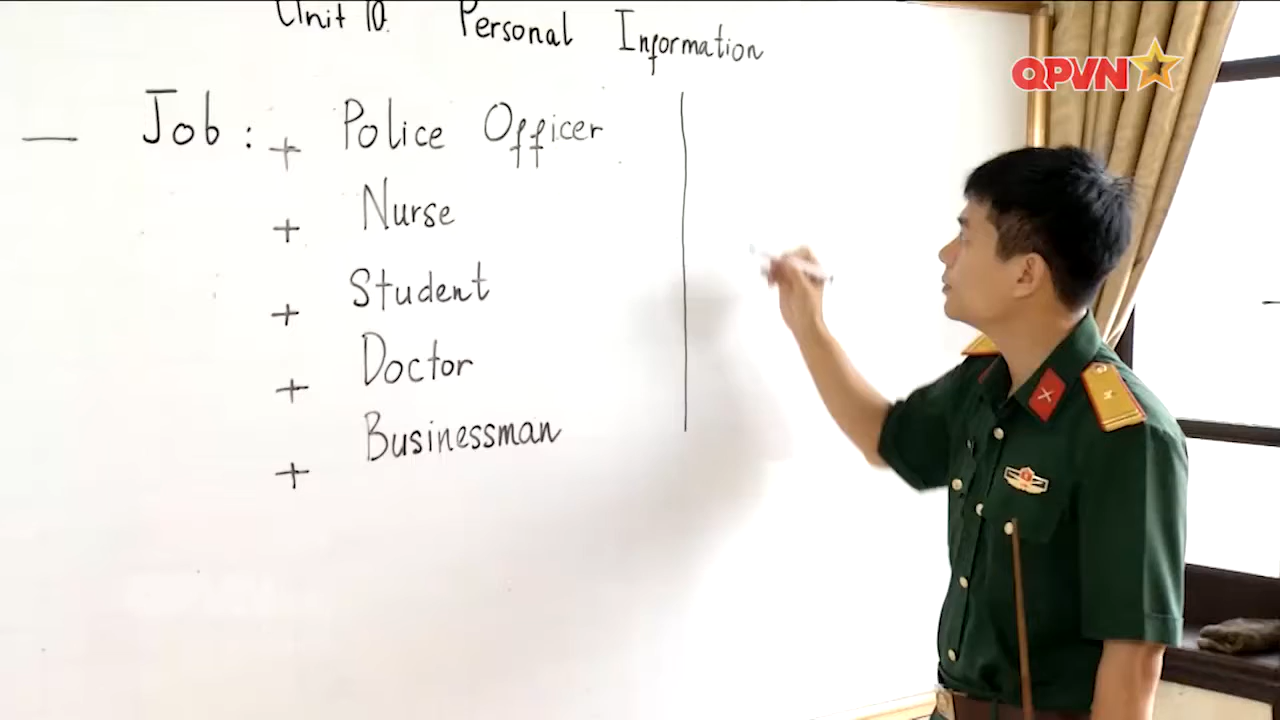 Unit 10. Personal Information
QPVN
— Job: + Police Officer
+ Nurse
+ Student
+ Doctor
+ Businessman